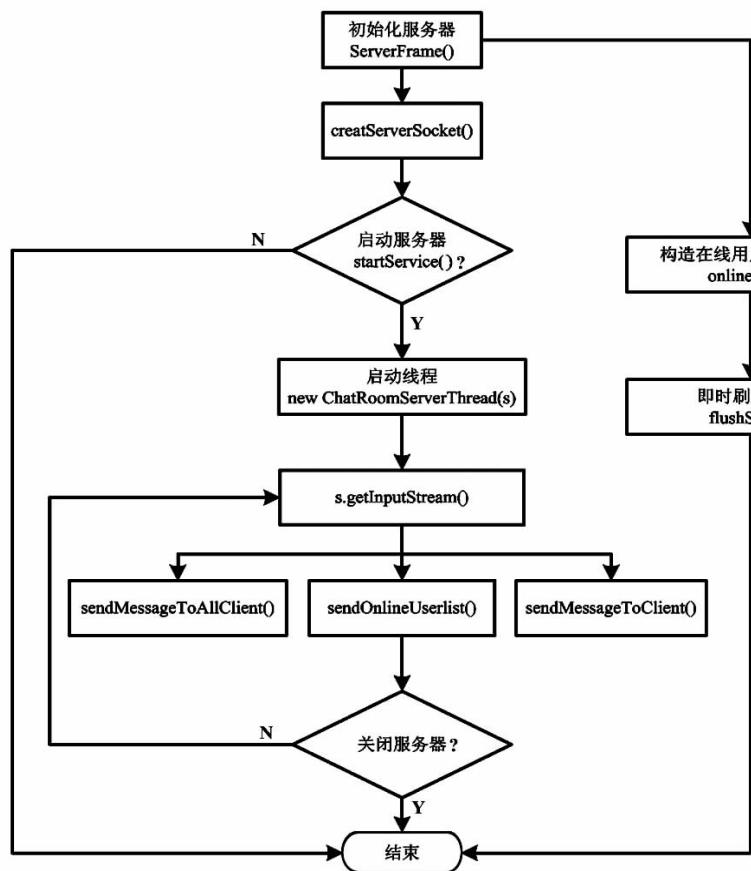 初始化服务器
ServerFrame()
creatServerSocket()
N
启动服务器
startService()?
Y
构造在线用
online
启动线程
new ChatRoomServerThread(s)
即时刷
flushS
s.getInputStream()
sendMessageToAllClient()
sendOnlineUserlist()
sendMessageToClient()
N
关闭服务器?
Y
结束